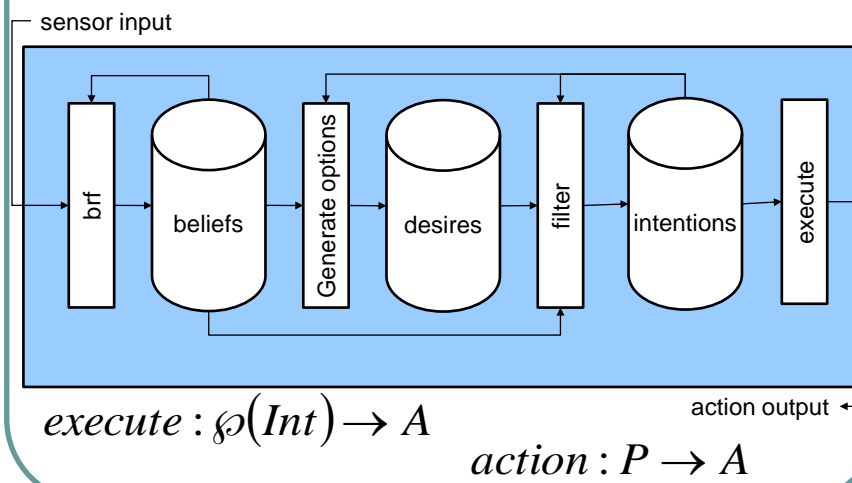 sensor input
brf
beliefs
Generate options
desires
filter
intentions
execute
action output
execute : ℘(Int) → A
action : P → A